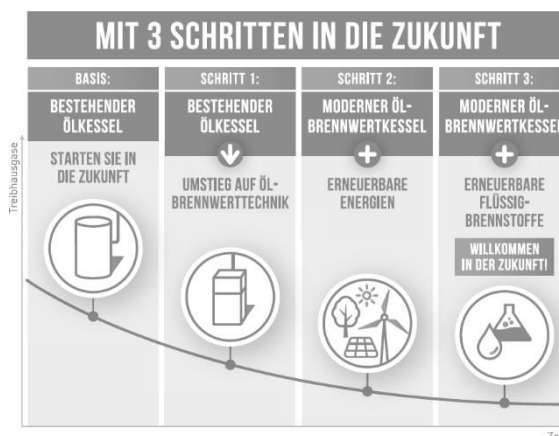 MIT 3 SCHRITTEN IN DIE ZUKUNFT
BASIS:
BESTEHENDER
ÖLKESSEL
STARTEN SIE IN
DIE ZUKUNFT
SCHRITT 1:
BESTEHENDER
ÖLKESSEL
UMSTIEG AUF ÖL-
BRENNWERTTECHNIK
SCHRITT 2:
MODERNER ÖL-
BRENNWERTKESSEL
+
ERNEUERBARE
ENERGIEN
SCHRITT 3:
MODERNER ÖL-
BRENNWERTKESSEL
+
ERNEUERBARE
FLÜSSIG-
BRENNSTOFFE
WILLKOMMEN
IN DER ZUKUNFT!
Treibhausgase